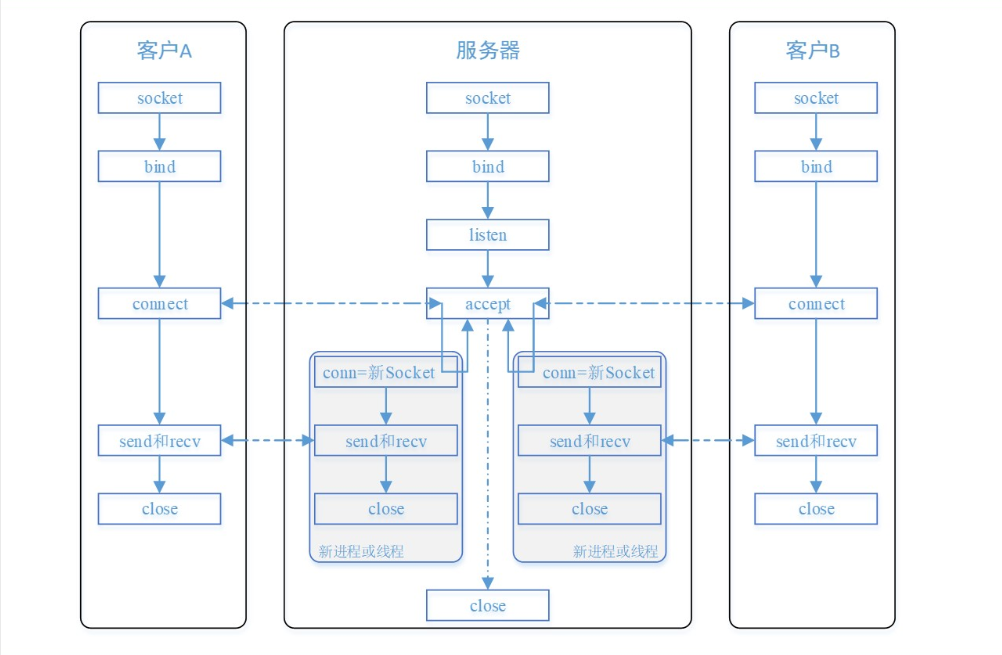 客户A
socket
bind
connect
send和recv
close
服务器
socket
bind
listen
accept
conn=新Socket
send和recv
close
新进程或线程
conn=新Socket
send和recv
close
新进程或线程
close
客户B
socket
bind
connect
send和recv
close